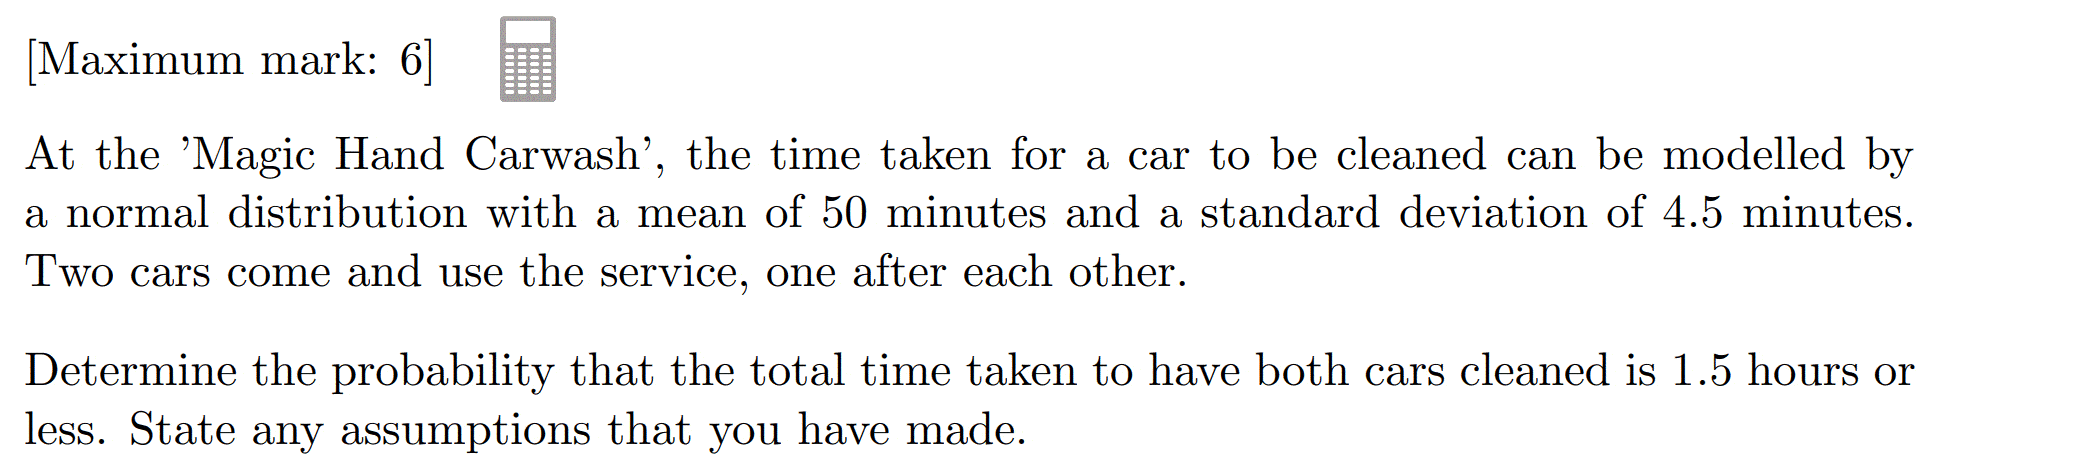 [Maximum mark: 6]
At the ’Magic Hand Carwash’, the time taken for a car to be cleaned can be modelled by
a normal distribution with a mean of 50 minutes and a standard deviation of 4.5 minutes.
Two cars come and use the service, one after each other.
Determine the probability that the total time taken to have both cars cleaned is 1.5 hours or
less. State any assumptions that you have made.